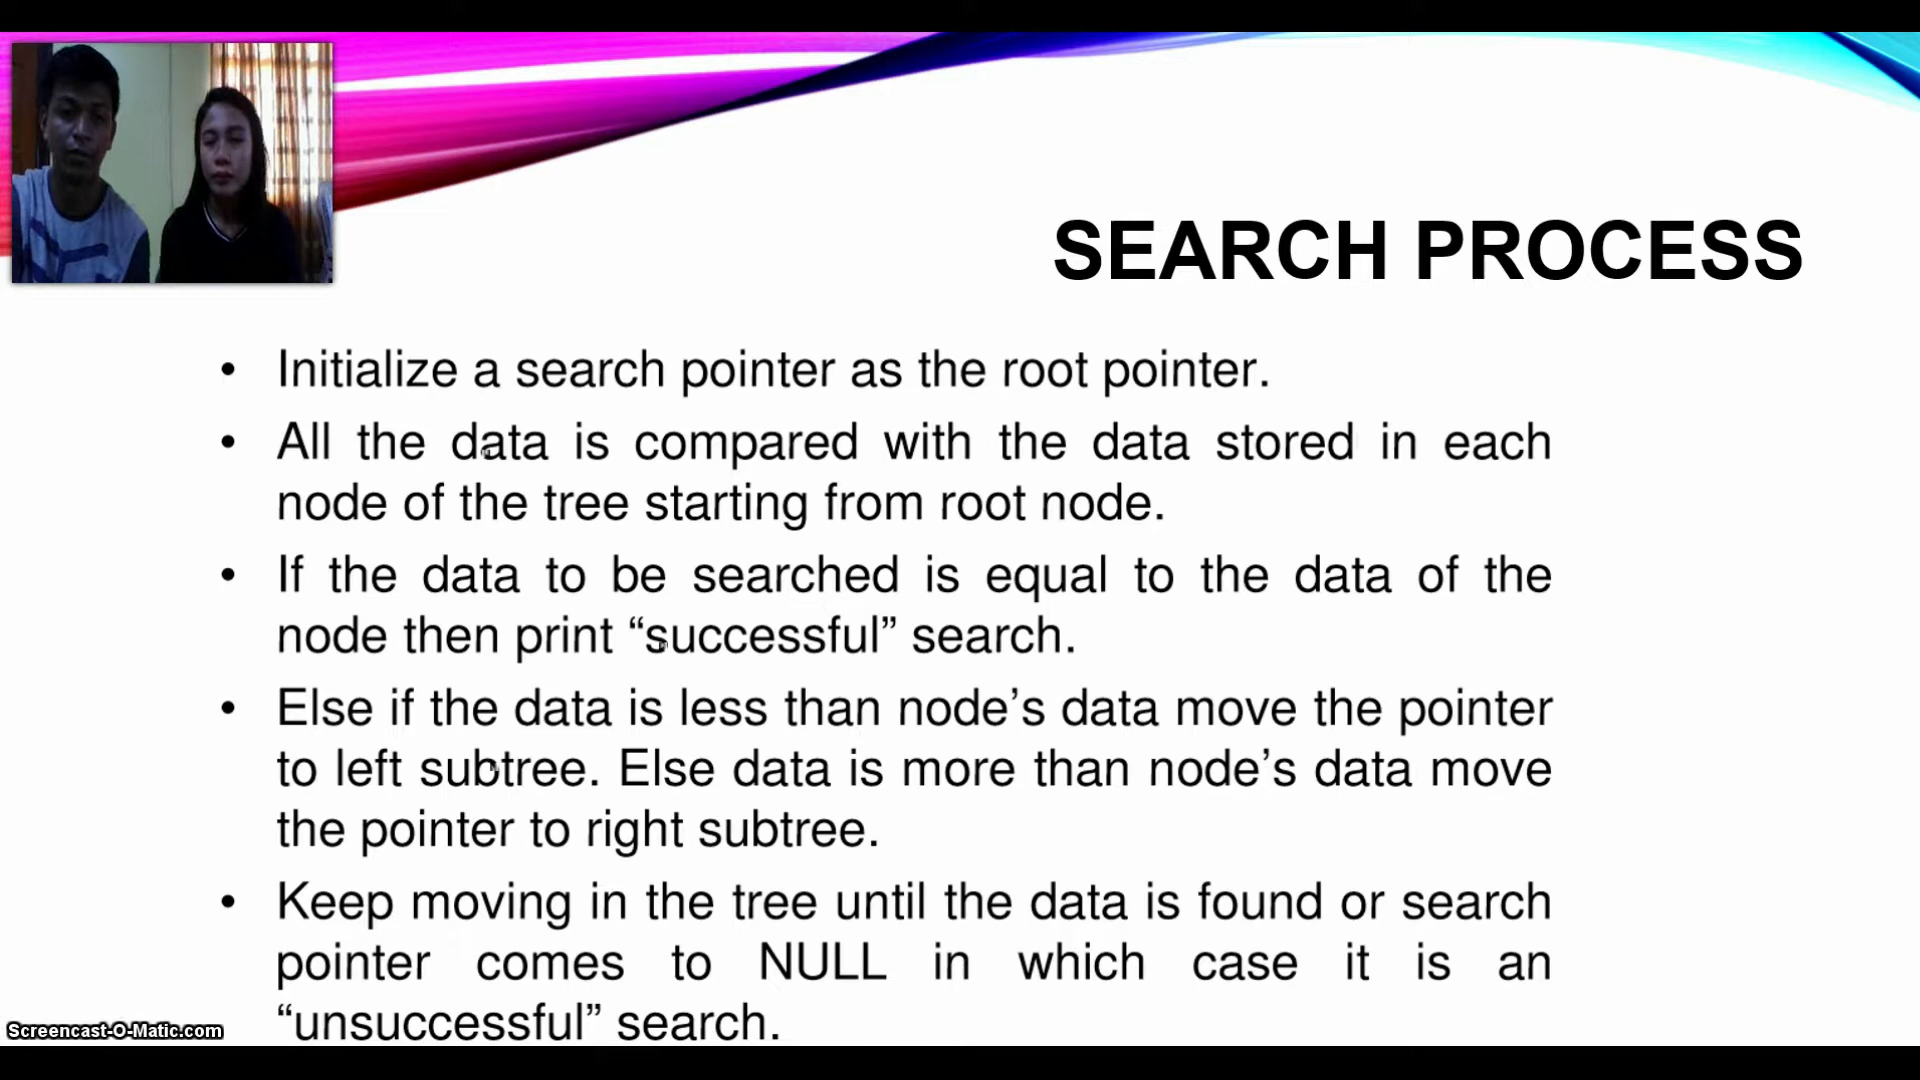 SEARCH PROCESS
• Initialize a search pointer as the root pointer.
• All the data is compared with the data stored in each
node of the tree starting from root node.
• If the data to be searched is equal to the data of the
node then print “successful” search.
• Else if the data is less than node’s data move the pointer
to left subtree. Else data is more than node’s data move
the pointer to right subtree.
• Keep moving in the tree until the data is found or search
pointer comes to NULL in which case it is an
“unsuccessful” search.
Screencast-O-Matic.com